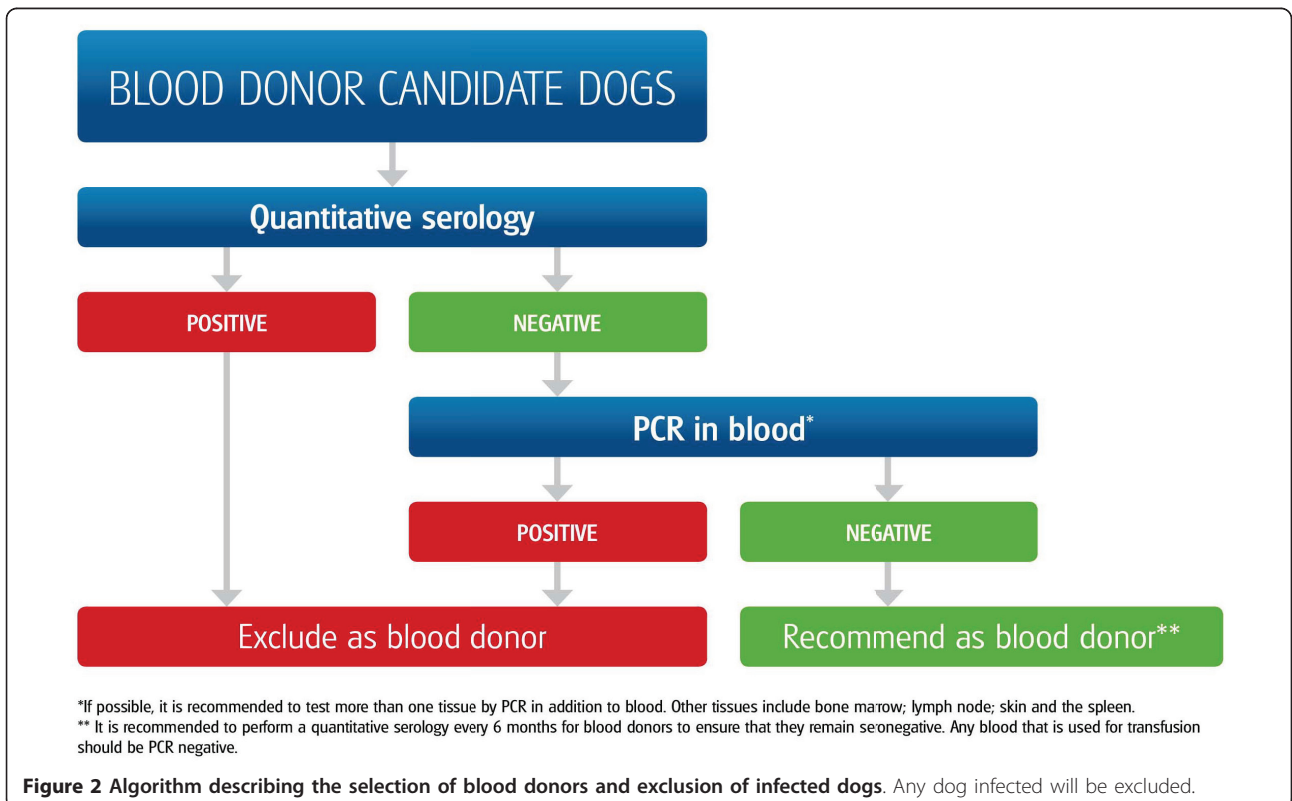 BLOOD DONOR CANDIDATE DOGS
Quantitative serology
POSITIVE
NEGATIVE
PCR in blood*
POSITIVE
NEGATIVE
Exclude as blood donor
Recommend as blood donor**
*If possible, it is recommended to test more than one tissue by PCR in addition to blood. Other tissues include bone marrow; lymph node; skin and the spleen.
** It is recommended to perform a quantitative serology every 6 months for blood donors to ensure that they remain seronegative. Any blood that is used for transfusion
should be PCR negative.
Figure 2 Algorithm describing the selection of blood donors and exclusion of infected dogs. Any dog infected will be excluded.